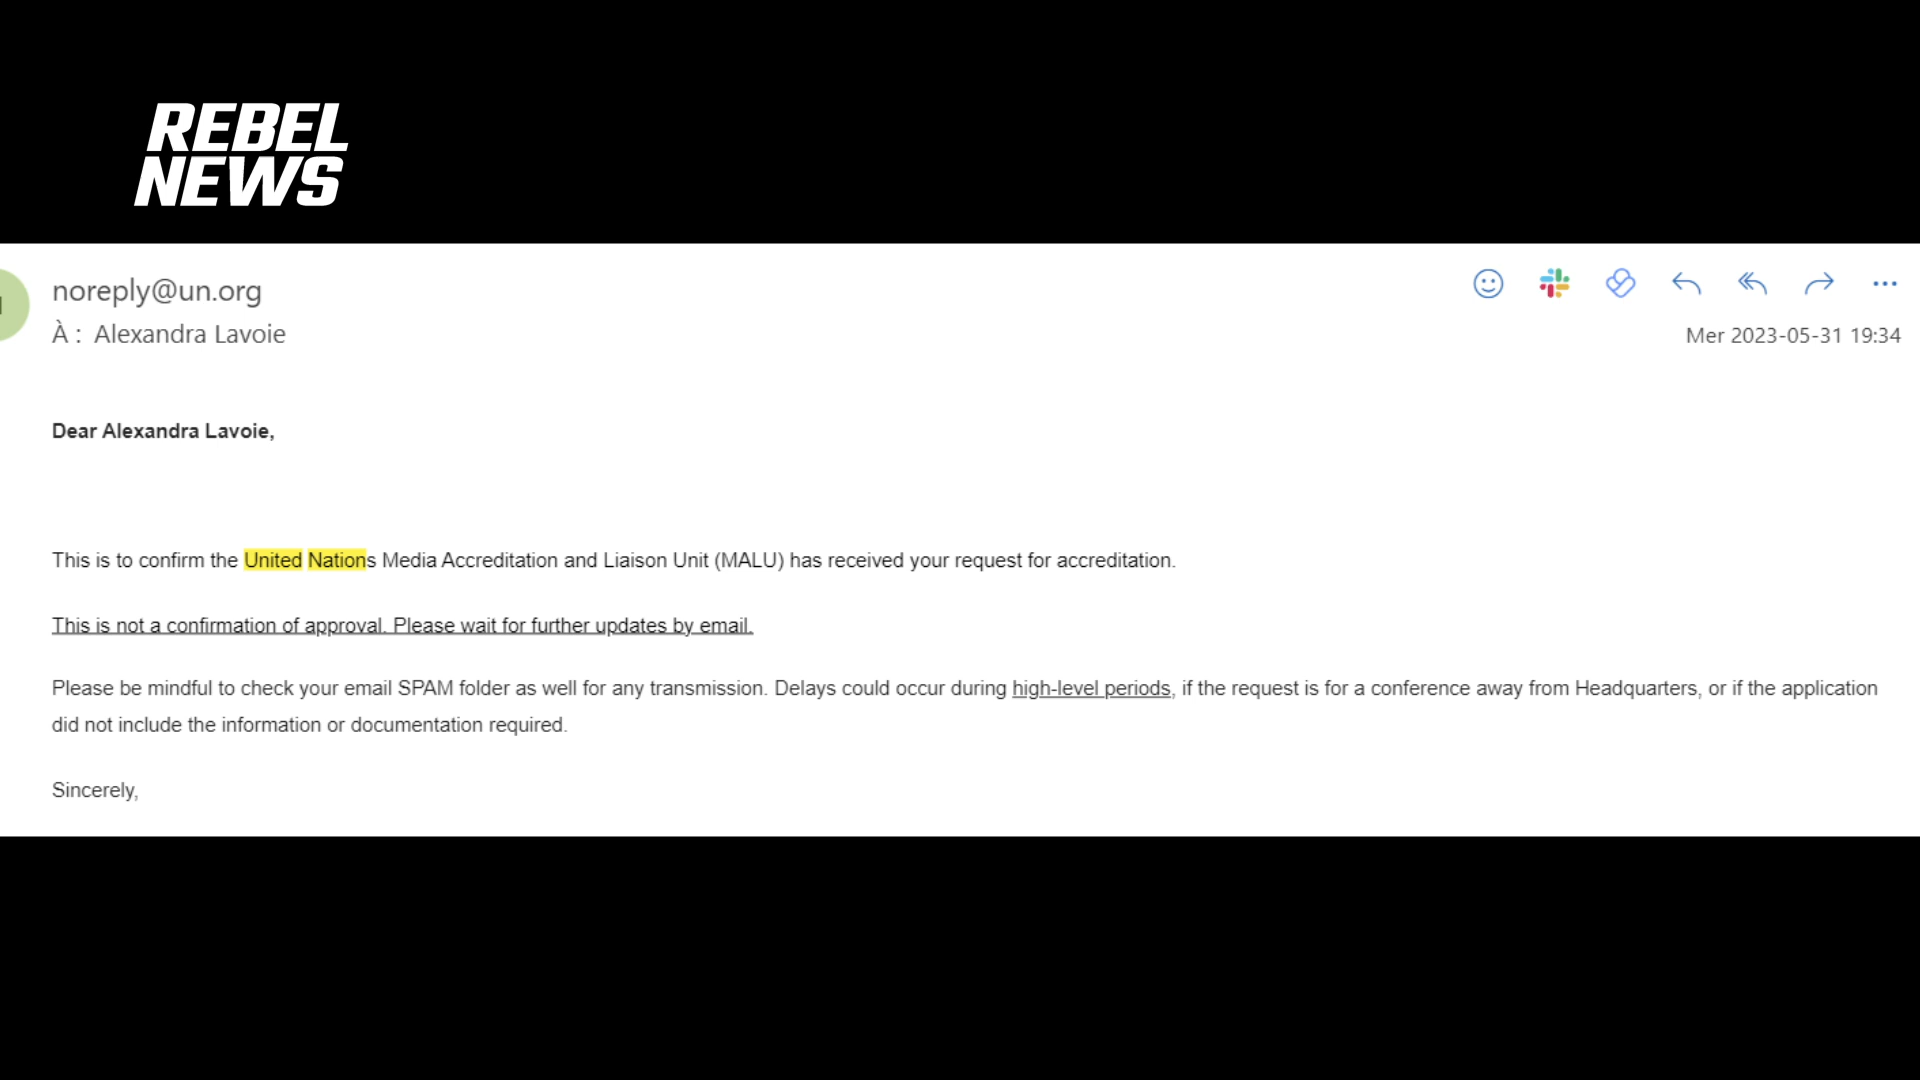 REBEL
NEWS
noreply@un.org
À : Alexandra Lavoie
Mer 2023-05-31 19:34
Dear Alexandra Lavoie,
This is to confirm the United Nations Media Accreditation and Liaison Unit (MALU) has received your request for accreditation.
This is not a confirmation of approval. Please wait for further updates by email.
Please be mindful to check your email SPAM folder as well for any transmission. Delays could occur during high-level periods, if the request is for a conference away from Headquarters, or if the application
did not include the information or documentation required.
Sincerely,